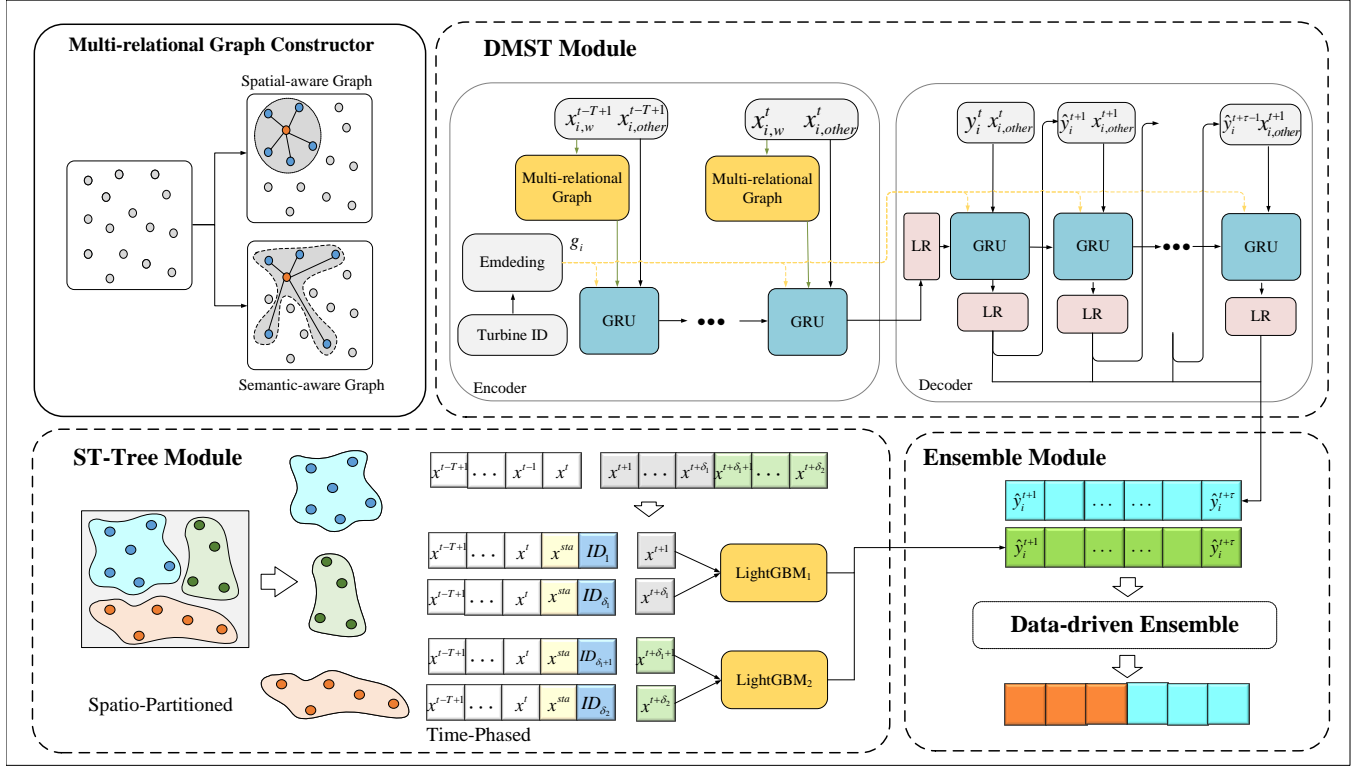 Multi-relational Graph Constructor
Spatial-aware Graph
Semantic-aware Graph
DMST Module
x_{i,w}^{t-T+1} x_{i,other}^{t-T+1}
x_{i,w}^{t} x_{i,other}^{t}
Multi-relational
Graph
Multi-relational
Graph
g_i
Emdeding
Turbine ID
GRU
•••
GRU
Encoder
y_i^t x_{i,other}^t
ŷ_i^{t+1} x_{i,other}^{t+1}
ŷ_i^{t+τ-1} x_{i,other}^{t+1}
LR
GRU
GRU
•••
GRU
LR
LR
LR
Decoder
ST-Tree Module
Spatio-Partitioned
x^{t-T+1} ... x^{t-1} x^t
x^{t+1} ... x^{t+δ_1} x^{t+δ_1+1} ... x^{t+δ_2}
x^{t-T+1} ... x^t x^{sta} ID_1 x^{t+1}
x^{t-T+1} ... x^t x^{sta} ID_{δ_1} x^{t+δ_1}
LightGBM_1
x^{t-T+1} ... x^t x^{sta} ID_{δ_1+1} x^{t+δ_1+1}
x^{t-T+1} ... x^t x^{sta} ID_{δ_2} x^{t+δ_2}
LightGBM_2
Time-Phased
Ensemble Module
ŷ_i^{t+1} ... ... ŷ_i^{t+τ}
ŷ_i^{t+1} ... ... ŷ_i^{t+τ}
Data-driven Ensemble